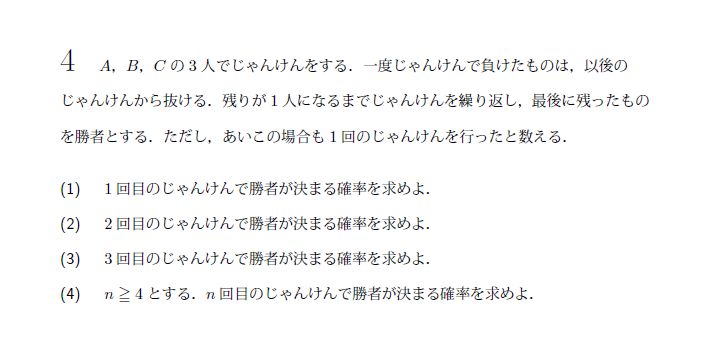 4 A，B，C の 3 人でじゃんけんをする．一度じゃんけんで負けたものは，以後の
じゃんけんから抜ける．残りが 1 人になるまでじゃんけんを繰り返し，最後に残ったもの
を勝者とする．ただし，あいこの場合も 1 回のじゃんけんを行ったと数える．
(1) 1 回目のじゃんけんで勝者が決まる確率を求めよ．
(2) 2 回目のじゃんけんで勝者が決まる確率を求めよ．
(3) 3 回目のじゃんけんで勝者が決まる確率を求めよ．
(4) n ≧ 4 とする．n 回目のじゃんけんで勝者が決まる確率を求めよ．